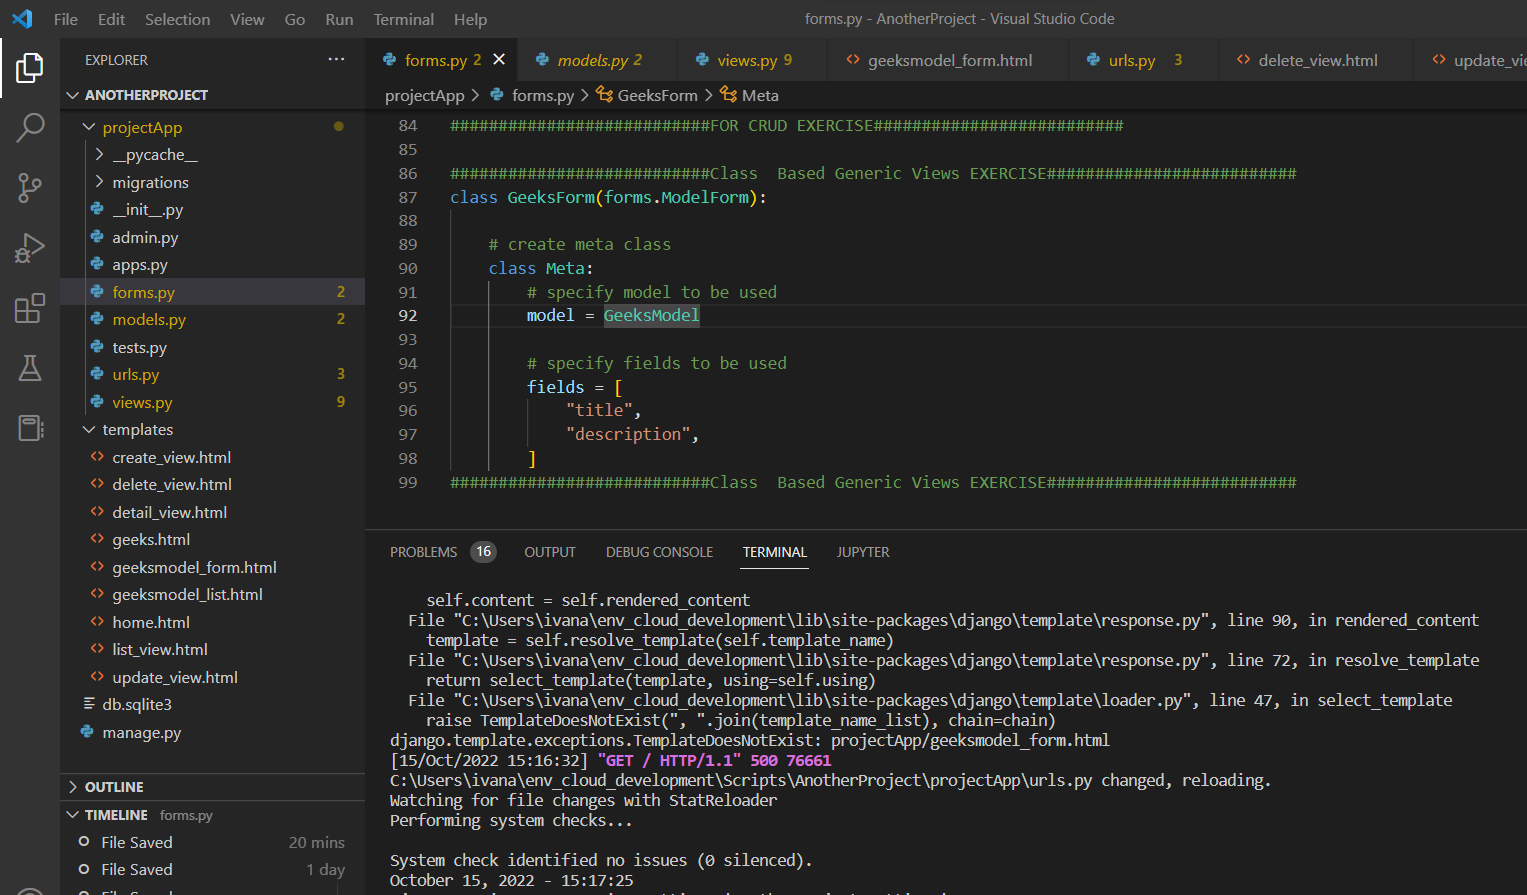 File Edit Selection View Go Run Terminal Help
forms.py - AnotherProject - Visual Studio Code
EXPLORER ...
ANOTHERPROJECT
projectApp
__pycache__
migrations
__init__.py
admin.py
apps.py
forms.py 2
models.py 2
tests.py
urls.py 3
views.py 9
templates
create_view.html
delete_view.html
detail_view.html
geeks.html
geeksmodel_form.html
geeksmodel_list.html
home.html
list_view.html
update_view.html
db.sqlite3
manage.py
OUTLINE
TIMELINE forms.py
File Saved 20 mins
File Saved 1 day
forms.py 2 models.py 2 views.py 9 geeksmodel_form.html urls.py 3 delete_view.html
projectApp > forms.py > GeeksForm > Meta
84 ###########################FOR CRUD EXERCISE##########################
85
86 ###########################Class  Based Generic Views EXERCISE##########################
87 class GeeksForm(forms.ModelForm):
88
89     # create meta class
90     class Meta:
91         # specify model to be used
92         model = GeeksModel
93
94         # specify fields to be used
95         fields = [
96             "title",
97             "description",
98         ]
99 ###########################Class  Based Generic Views EXERCISE##########################
PROBLEMS 16 OUTPUT DEBUG CONSOLE TERMINAL JUPYTER
self.content = self.rendered_content
File "C:\Users\ivana\env_cloud_development\lib\site-packages\django\template\response.py", line 90, in rendered_content
template = self.resolve_template(self.template_name)
File "C:\Users\ivana\env_cloud_development\lib\site-packages\django\template\response.py", line 72, in resolve_template
return select_template(template, using=self.using)
File "C:\Users\ivana\env_cloud_development\lib\site-packages\django\template\loader.py", line 47, in select_template
raise TemplateDoesNotExist(", ".join(template_name_list), chain=chain)
django.template.exceptions.TemplateDoesNotExist: projectApp/geeksmodel_form.html
[15/Oct/2022 15:16:32] "GET / HTTP/1.1" 500 76661
C:\Users\ivana\env_cloud_development\Scripts\AnotherProject\projectApp\urls.py changed, reloading.
Watching for file changes with StatReloader
Performing system checks...
System check identified no issues (0 silenced).
October 15, 2022 - 15:17:25